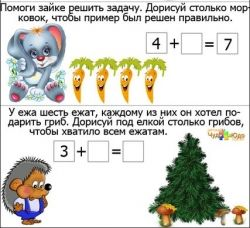 Помоги зайке решить задачу. Дорисуй столько мор
ковок, чтобы пример был решен правильно.
4 + □ = 7
У ежа шесть ежат, каждому из них он хотел по-
дарить гриб. Дорисуй под ёлкой столько грибов,
чтобы хватило всем ежатам.
3 + □ = □